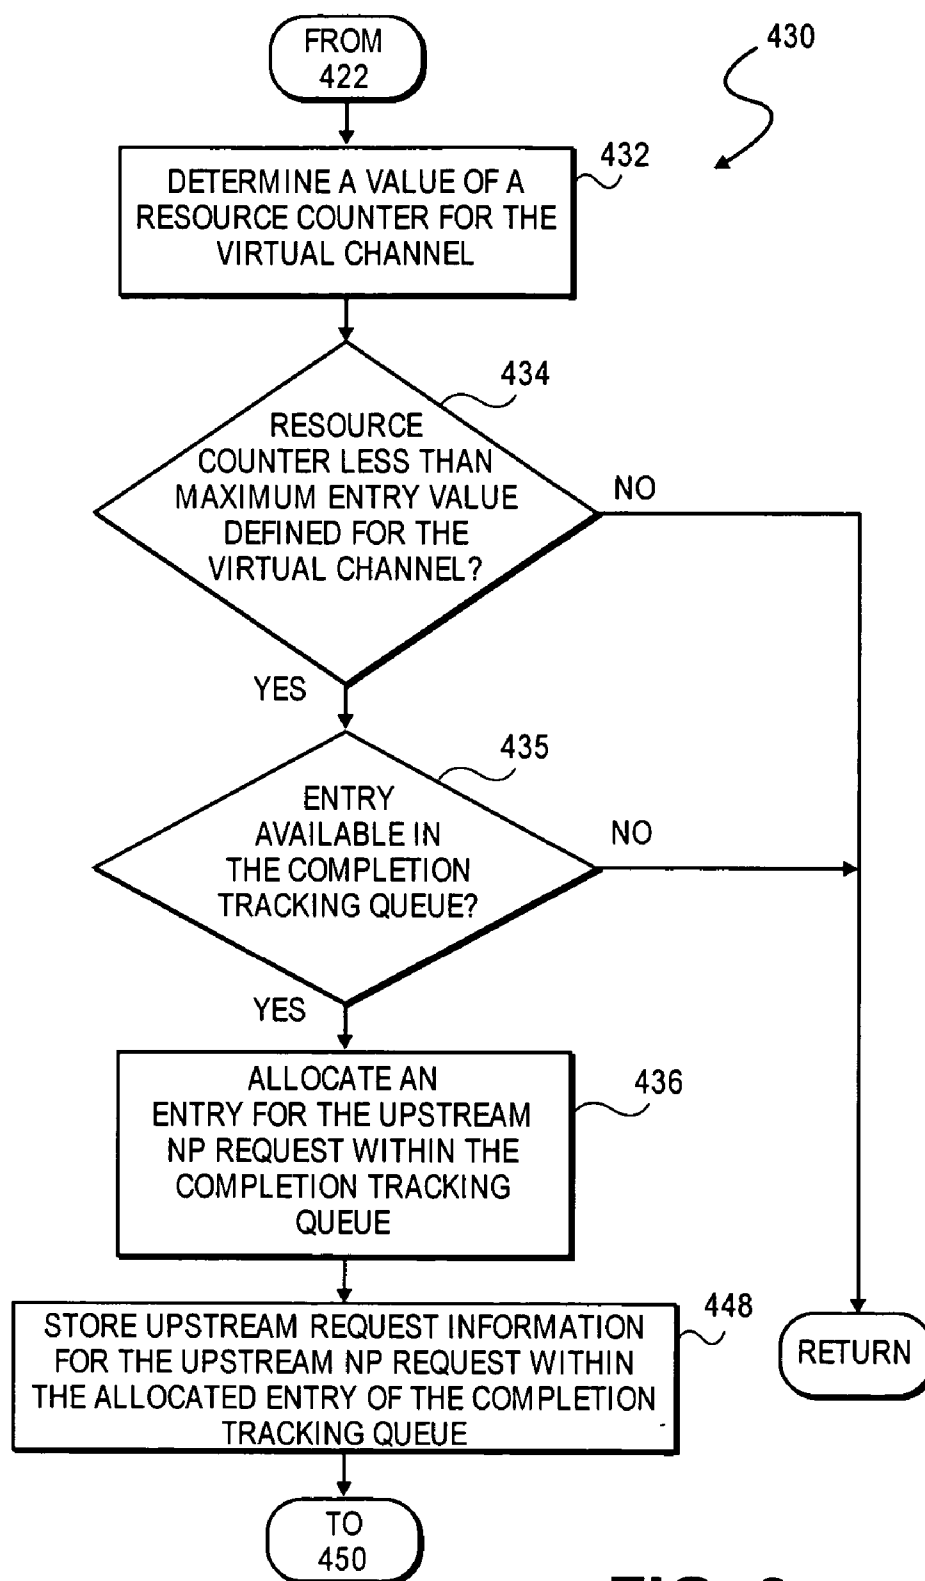 FROM
422
430
432
DETERMINE A VALUE OF A
RESOURCE COUNTER FOR THE
VIRTUAL CHANNEL
434
RESOURCE
COUNTER LESS THAN
MAXIMUM ENTRY VALUE
DEFINED FOR THE
VIRTUAL CHANNEL?
NO
YES
435
ENTRY
AVAILABLE IN
THE COMPLETION
TRACKING QUEUE?
NO
YES
436
ALLOCATE AN
ENTRY FOR THE UPSTREAM
NP REQUEST WITHIN THE
COMPLETION TRACKING
QUEUE
448
STORE UPSTREAM REQUEST INFORMATION
FOR THE UPSTREAM NP REQUEST WITHIN
THE ALLOCATED ENTRY OF THE COMPLETION
TRACKING QUEUE
RETURN
TO
450